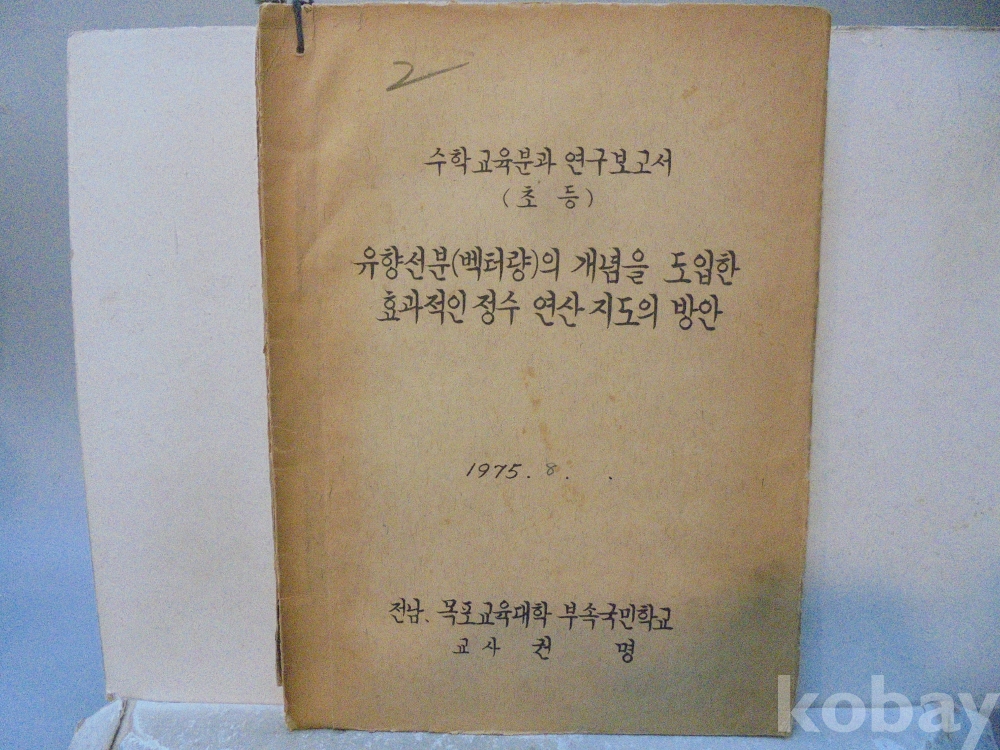 2
수학교육분과 연구보고서
(초 등)
유향선분(벡터량)의 개념을 도입한
효과적인 정수 연산 지도의 방안
1975. 8. .
전남. 목포교육대학 부속국민학교
교사 권 명
kobay